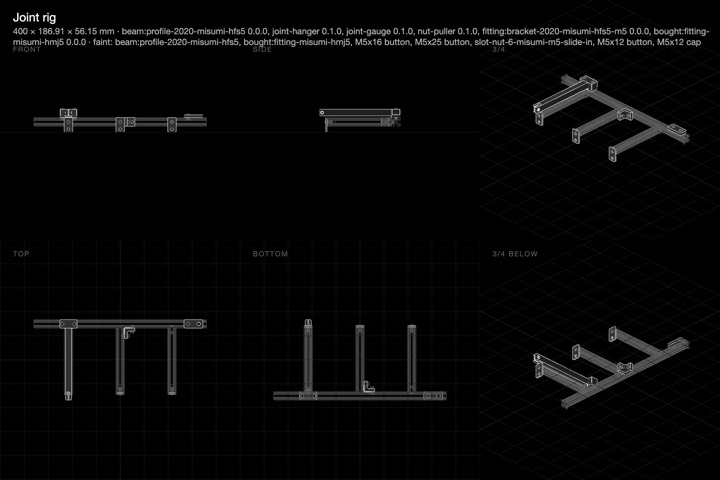 Joint rig
400 × 186.91 × 56.15 mm · beam:profile-2020-misumi-hfs5 0.0.0, joint-hanger 0.1.0, joint-gauge 0.1.0, nut-puller 0.1.0, fitting:bracket-2020-misumi-hfs5-m5 0.0.0, bought:fitting-
misumi-hmj5 0.0.0 · faint: beam:profile-2020-misumi-hfs5, bought:fitting-misumi-hmj5, M5x16 button, M5x25 button, slot-nut-6-misumi-m5-slide-in, M5x12 button, M5x12 cap
FRONT SIDE 3/4
TOP BOTTOM 3/4 BELOW